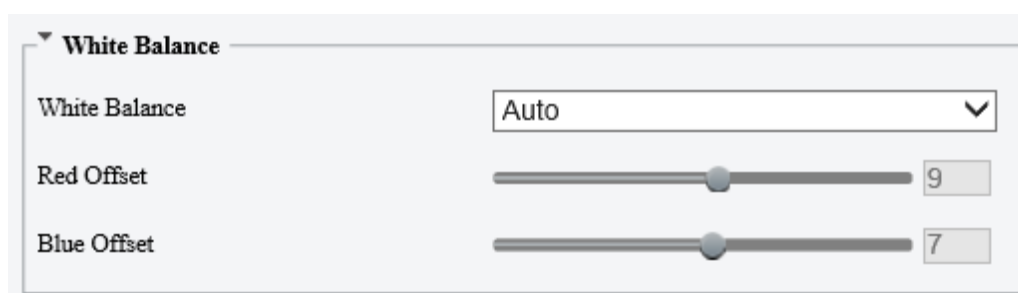 White Balance
White Balance Auto
Red Offset 9
Blue Offset 7